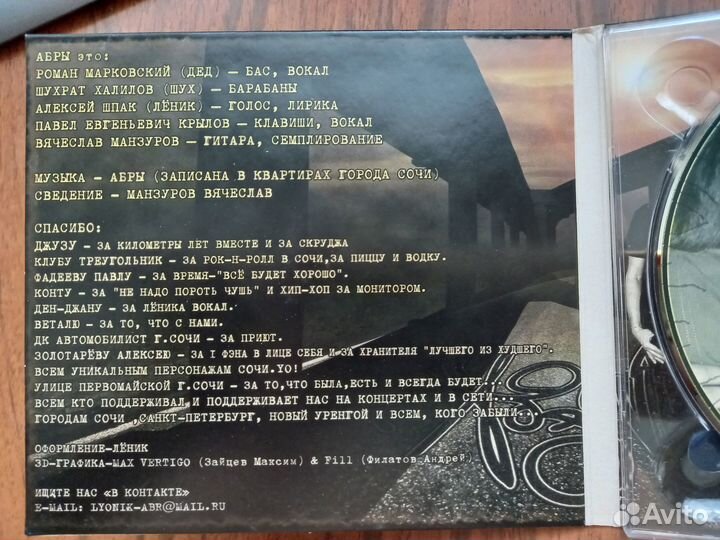 АБРЫ это:
РОМАН МАРКОВСКИЙ (ДЕД) – БАС, ВОКАЛ
ШУХРАТ ХАЛИЛОВ (ШУХ) – БАРАБАНЫ
АЛЕКСЕЙ ШПАК (ЛЁНИК) – ГОЛОС, ЛИРИКА
ПАВЕЛ ЕВГЕНЬЕВИЧ КРЫЛОВ – КЛАВИШИ, ВОКАЛ
ВЯЧЕСЛАВ МАНЗУРОВ – ГИТАРА, СЕМПЛИРОВАНИЕ
МУЗЫКА – АБРЫ (ЗАПИСАНА В КВАРТИРАХ ГОРОДА СОЧИ)
СВЕДЕНИЕ – МАНЗУРОВ ВЯЧЕСЛАВ
СПАСИБО:
ДЖУЗУ - ЗА КИЛОМЕТРЫ ЛЕТ ВМЕСТЕ И ЗА СКРУДЖА
КЛУБУ ТРЕУГОЛЬНИК - ЗА РОК-Н-РОЛЛ В СОЧИ,ЗА ПИЦЦУ И ВОДКУ.
ФАДЕЕВУ ПАВЛУ - ЗА ВРЕМЯ-"ВСЁ БУДЕТ ХОРОШО".
КОНТУ - ЗА "НЕ НАДО ПОРОТЬ ЧУШЬ" И ХИП-ХОП ЗА МОНИТОРОМ.
ДЕН-ДЖАНУ - ЗА ЛЁНИКА ВОКАЛ.
ВЕТАЛЮ - ЗА ТО, ЧТО С НАМИ.
ДК АВТОМОБИЛИСТ Г.СОЧИ - ЗА ПРИЮТ.
ЗОЛОТАРЁВУ АЛЕКСЕЮ - ЗА I ФЭНА В ЛИЦЕ СЕБЯ И ЗА ХРАНИТЕЛЯ "ЛУЧШЕГО ИЗ ХУДШЕГО".
ВСЕМ УНИКАЛЬНЫМ ПЕРСОНАЖАМ СОЧИ.YO!
УЛИЦЕ ПЕРВОМАЙСКОЙ Г.СОЧИ - ЗА ТО,ЧТО БЫЛА,ЕСТЬ И ВСЕГДА БУДЕТ...
ВСЕМ КТО ПОДДЕРЖИВАЛ И ПОДДЕРЖИВАЕТ НАС НА КОНЦЕРТАХ И В СЕТИ...
ГОРОДАМ СОЧИ ,САНКТ-ПЕТЕРБУРГ, НОВЫЙ УРЕНГОЙ И ВСЕМ, КОГО ЗАБЫЛИ...
ОФОРМЛЕНИЕ-ЛЁНИК
3D-ГРАФИКА-MAX VERTIGO (Зайцев Максим) & Fill (Филатов Андрей)
ИЩИТЕ НАС «В КОНТАКТЕ»
E-MAIL: LYONIK-ABR@MAIL.RU
Avito